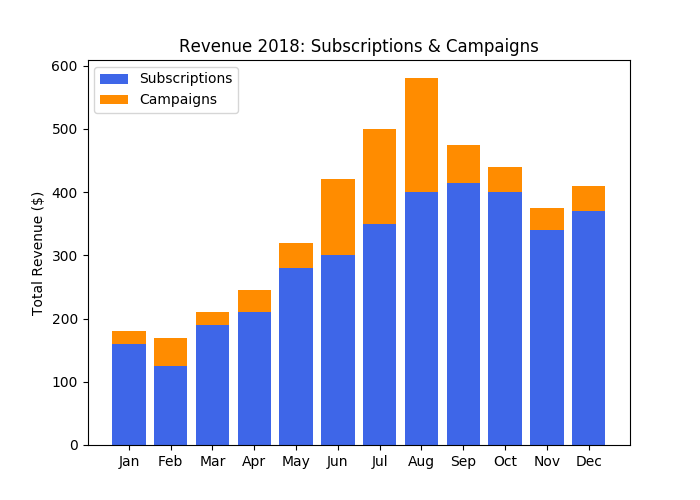 Revenue 2018: Subscriptions & Campaigns
Subscriptions
Campaigns
Total Revenue ($)
600
500
400
300
200
100
0
Jan Feb Mar Apr May Jun Jul Aug Sep Oct Nov Dec